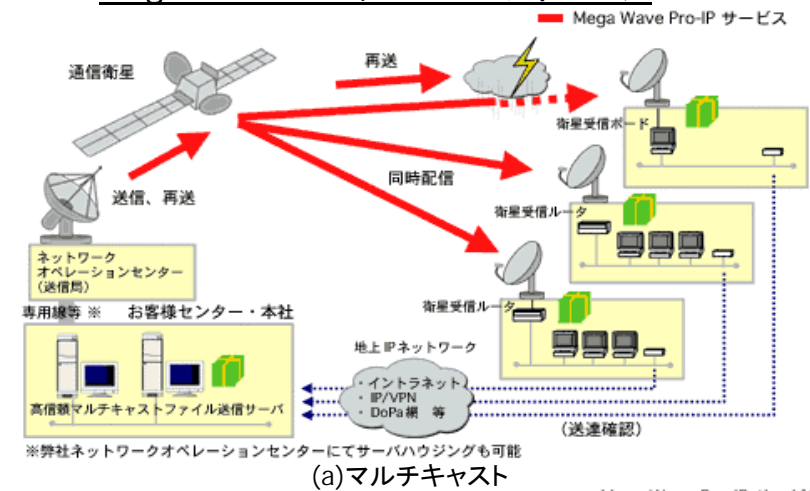 Mega Wave Pro-IP サービス
通信衛星
再送
衛星受信ボード
同時配信
送信、再送
衛星受信ルータ
ネットワーク
オペレーションセンター
(送信局)
専用線等 ※
お客様センター・本社
衛星受信ルータ
地上 IP ネットワーク
・イントラネット
・IP/VPN
・DoPa 網 等
高信頼マルチキャストファイル送信サーバ
(送達確認)
※弊社ネットワークオペレーションセンターにてサーバハウジングも可能
(a)マルチキャスト